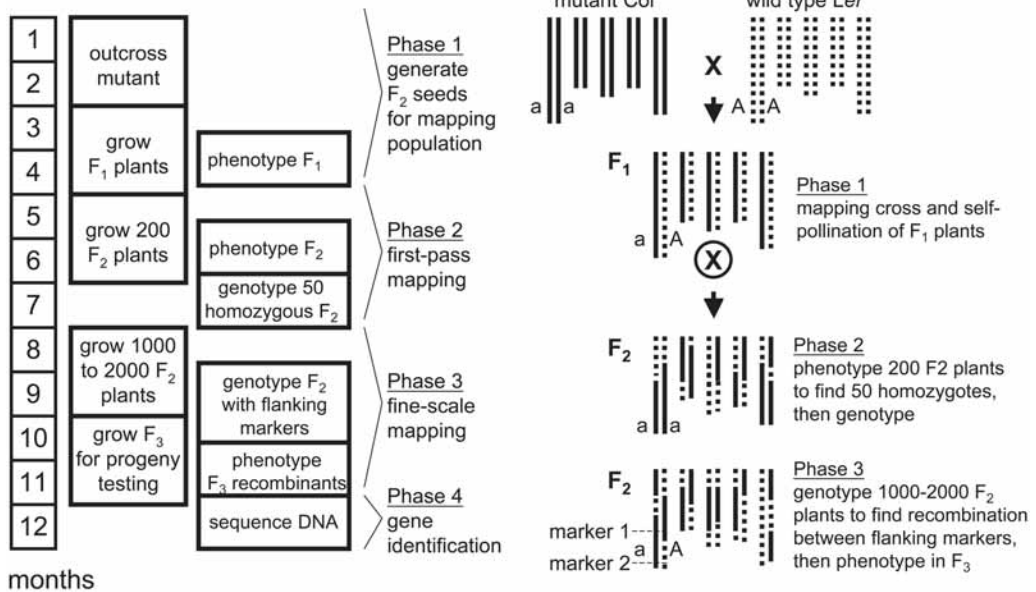 1
2
3
4
5
6
7
8
9
10
11
12
months
outcross
mutant
grow
F₁ plants
grow 200
F₂ plants
grow 1000
to 2000 F₂
plants
grow F₃
for progeny
testing
phenotype F₁
phenotype F₂
genotype 50
homozygous F₂
genotype F₂
with flanking
markers
phenotype
F₃ recombinants
sequence DNA
Phase 1
generate
F₂ seeds
for mapping
population
Phase 2
first-pass
mapping
Phase 3
fine-scale
mapping
Phase 4
gene
identification
mutant Col
wild type Ler
a a
X
A A
F₁
a A
X
Phase 1
mapping cross and self-
pollination of F₁ plants
F₂
a a
Phase 2
phenotype 200 F2 plants
to find 50 homozygotes,
then genotype
F₂
marker 1
a A
marker 2
Phase 3
genotype 1000-2000 F₂
plants to find recombination
between flanking markers,
then phenotype in F₃